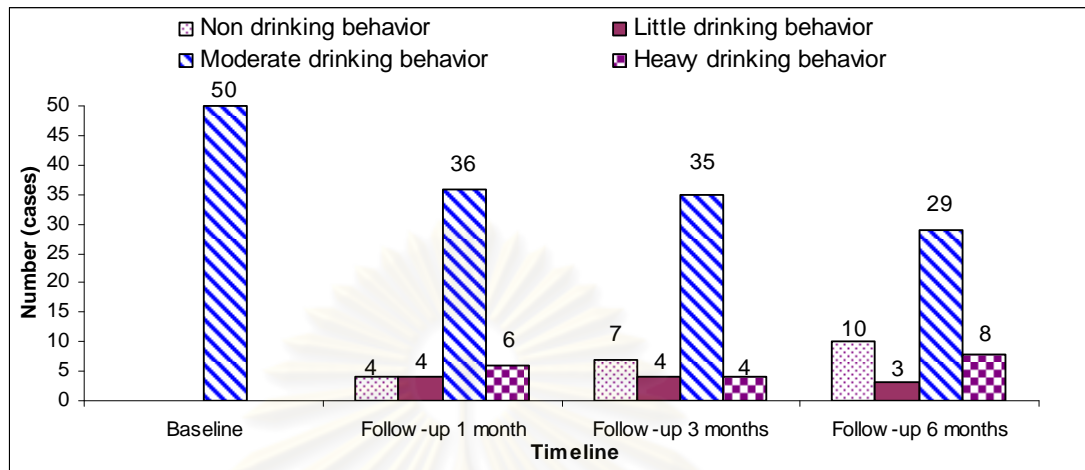 Non drinking behavior Little drinking behavior
Moderate drinking behavior Heavy drinking behavior
50
45
40
35
30
25
20
15
10
5
0
Number (cases)
50
4 4 36 6
7 4 35 4
10 3 29 8
Baseline Follow -up 1 month Follow -up 3 months Follow -up 6 months
Timeline